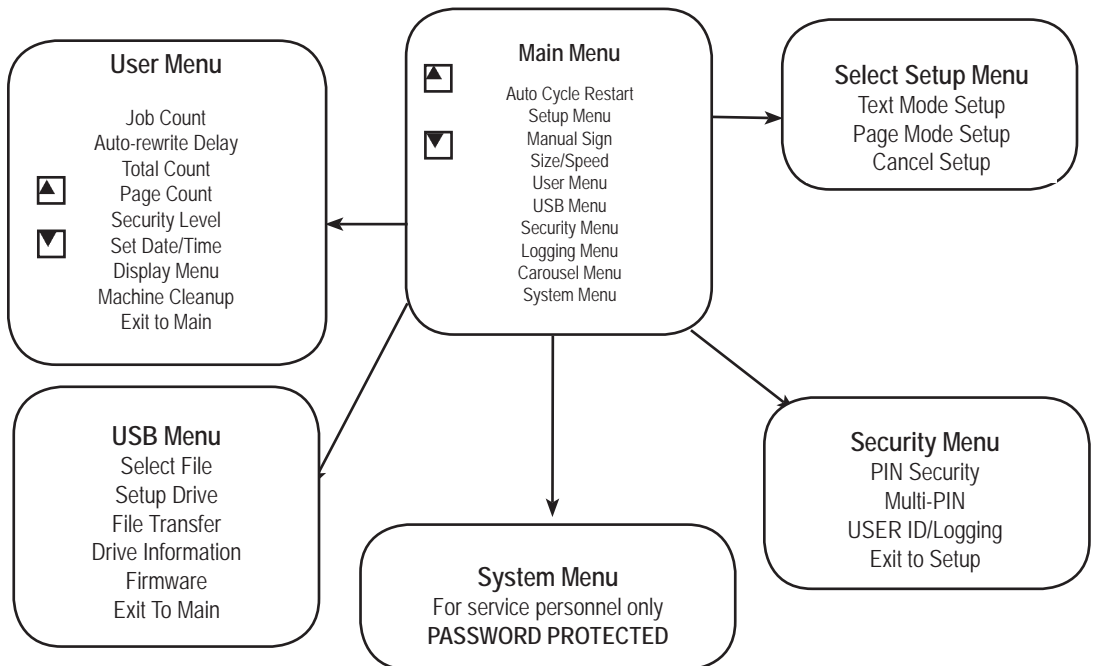 User Menu
Job Count
Auto-rewrite Delay
Total Count
Page Count
Security Level
Set Date/Time
Display Menu
Machine Cleanup
Exit to Main
Main Menu
Auto Cycle Restart
Setup Menu
Manual Sign
Size/Speed
User Menu
USB Menu
Security Menu
Logging Menu
Carousel Menu
System Menu
Select Setup Menu
Text Mode Setup
Page Mode Setup
Cancel Setup
USB Menu
Select File
Setup Drive
File Transfer
Drive Information
Firmware
Exit To Main
System Menu
For service personnel only
PASSWORD PROTECTED
Security Menu
PIN Security
Multi-PIN
USER ID/Logging
Exit to Setup